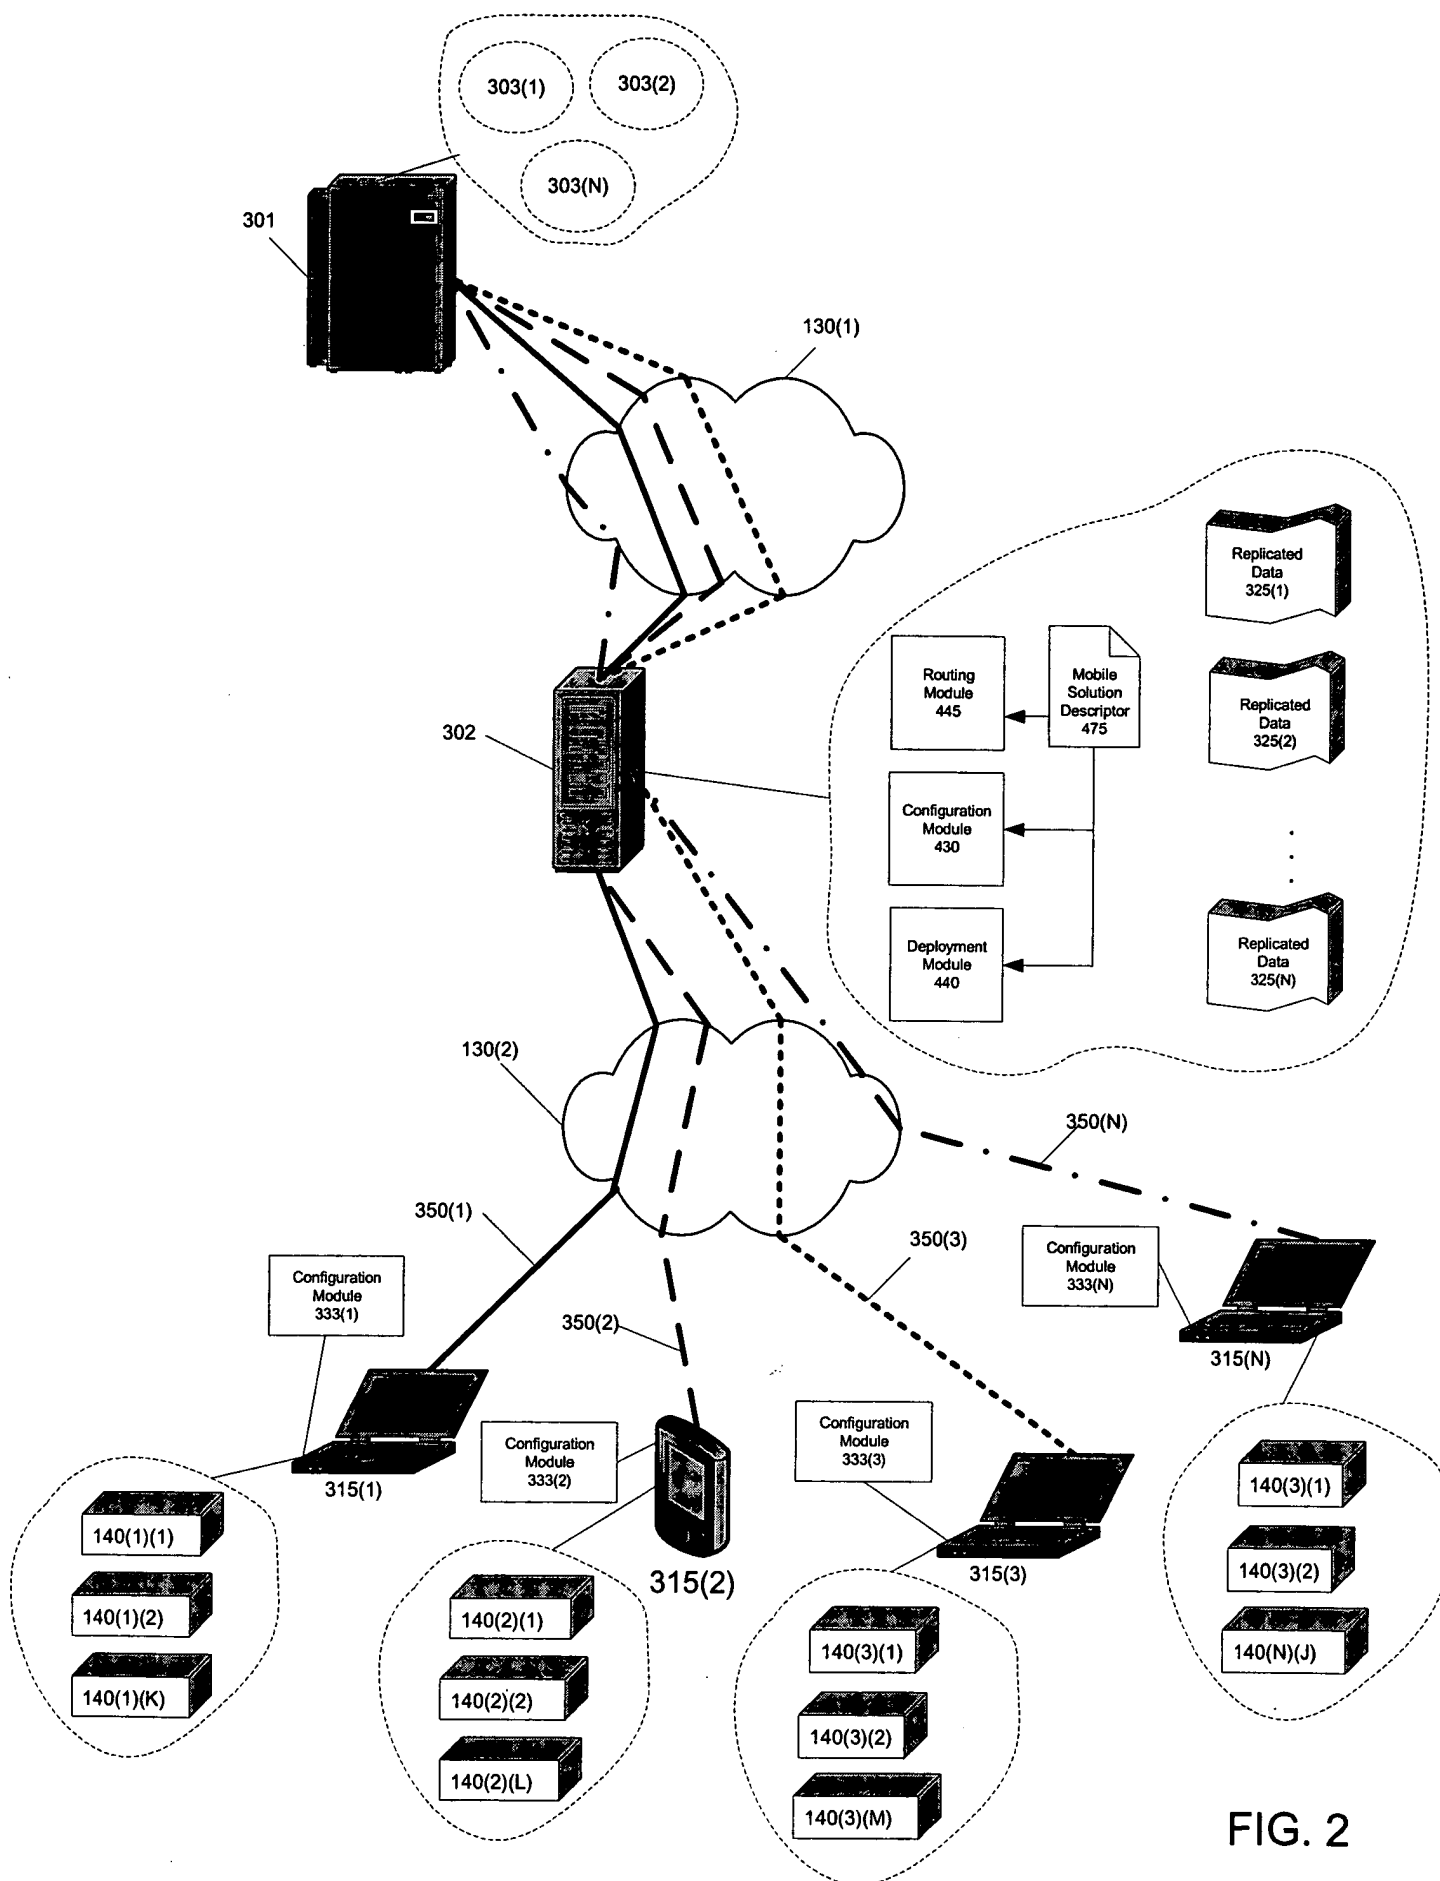 303(1)
303(2)
303(N)
301
130(1)
Replicated
Data
325(1)
Routing
Module
445
Mobile
Solution
Descriptor
475
Replicated
Data
325(2)
302
Configuration
Module
430
Deployment
Module
440
Replicated
Data
325(N)
130(2)
350(N)
350(1)
350(3)
Configuration
Module
333(N)
Configuration
Module
333(1)
350(2)
315(N)
Configuration
Module
333(3)
Configuration
Module
333(2)
315(1)
315(2)
315(3)
140(1)(1)
140(1)(2)
140(1)(K)
140(2)(1)
140(2)(2)
140(2)(L)
140(3)(1)
140(3)(2)
140(3)(M)
140(3)(1)
140(3)(2)
140(N)(J)
FIG. 2